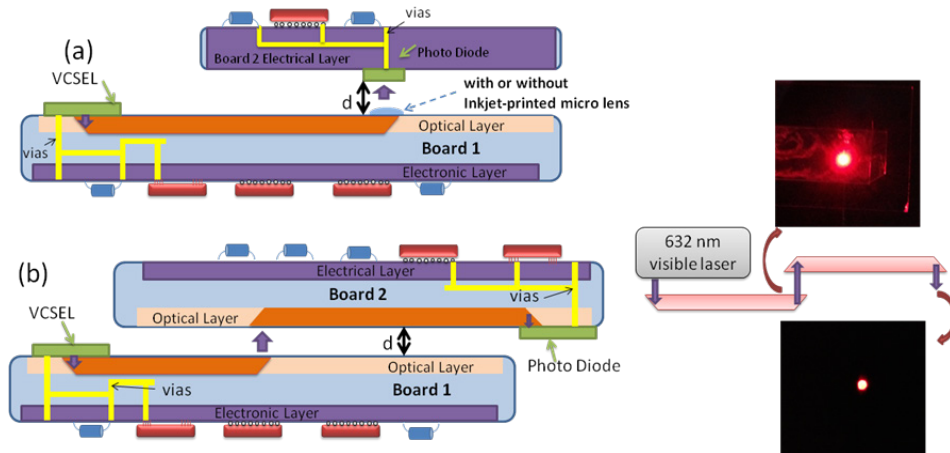 (a)
VCSEL
vias
Board 2 Electrical Layer
Photo Diode
d
with or without
Inkjet-printed micro lens
Optical Layer
vias
Board 1
Electronic Layer
(b)
Electrical Layer
Board 2
vias
VCSEL
Optical Layer
d
Photo Diode
Optical Layer
vias
Board 1
Electronic Layer
632 nm
visible laser